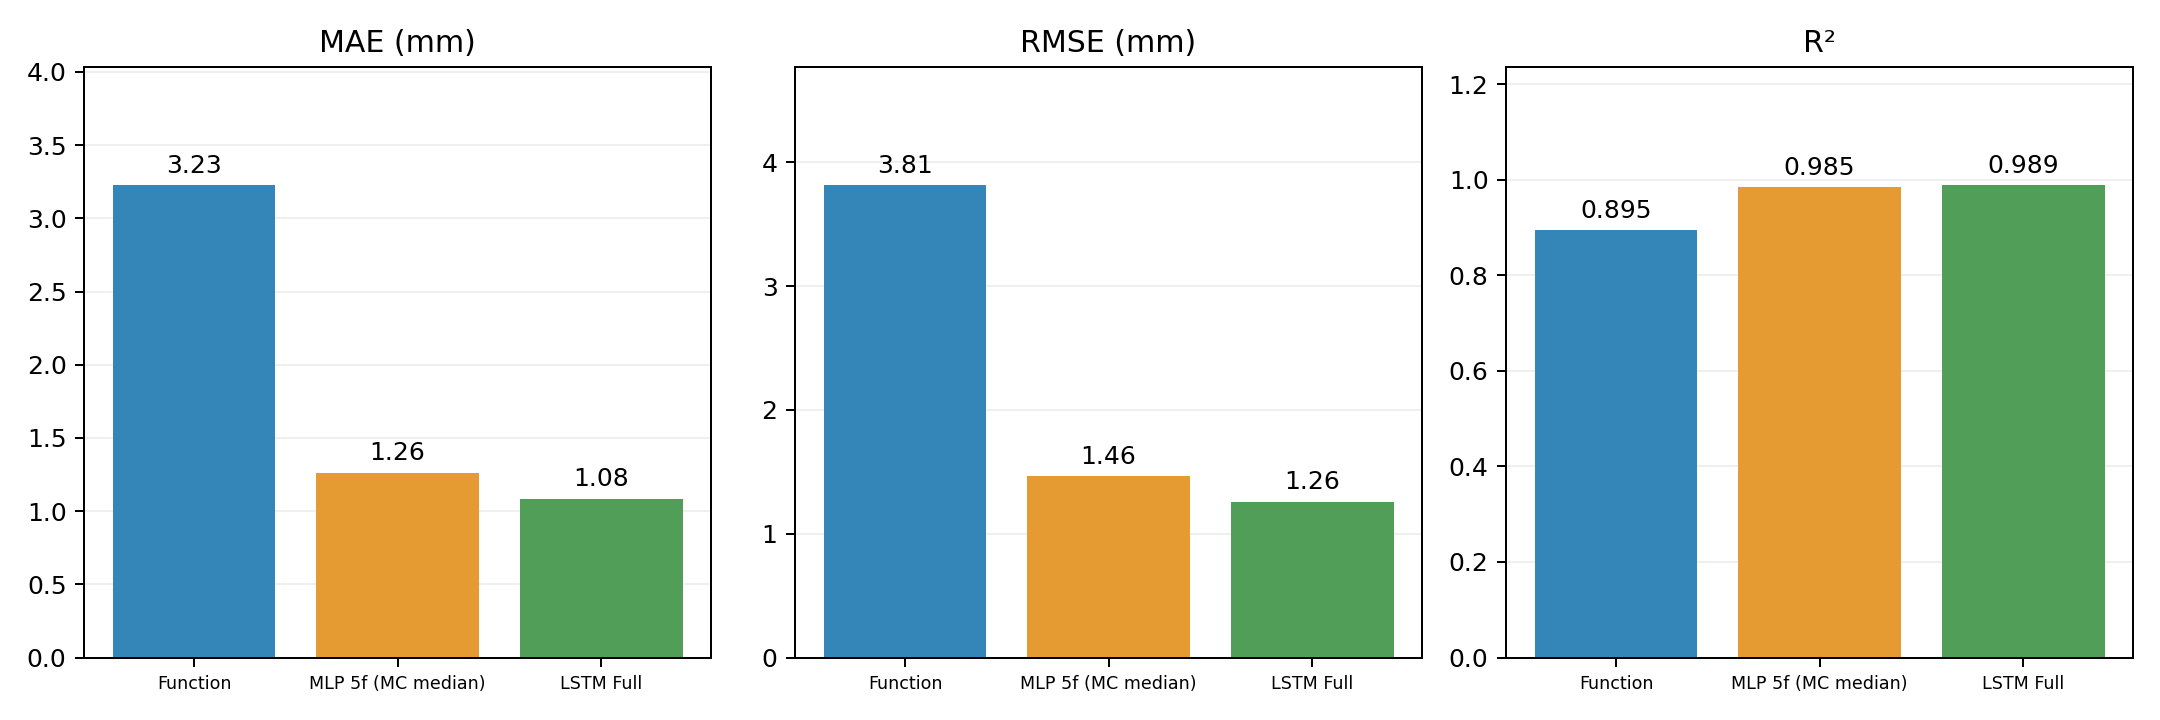 MAE (mm)
4.0
3.5
3.0
2.5
2.0
1.5
1.0
0.5
0.0
3.23
1.26
1.08
Function
MLP 5f (MC median)
LSTM Full
RMSE (mm)
4
3
2
1
0
3.81
1.46
1.26
Function
MLP 5f (MC median)
LSTM Full
R²
1.2
1.0
0.8
0.6
0.4
0.2
0.0
0.895
0.985
0.989
Function
MLP 5f (MC median)
LSTM Full